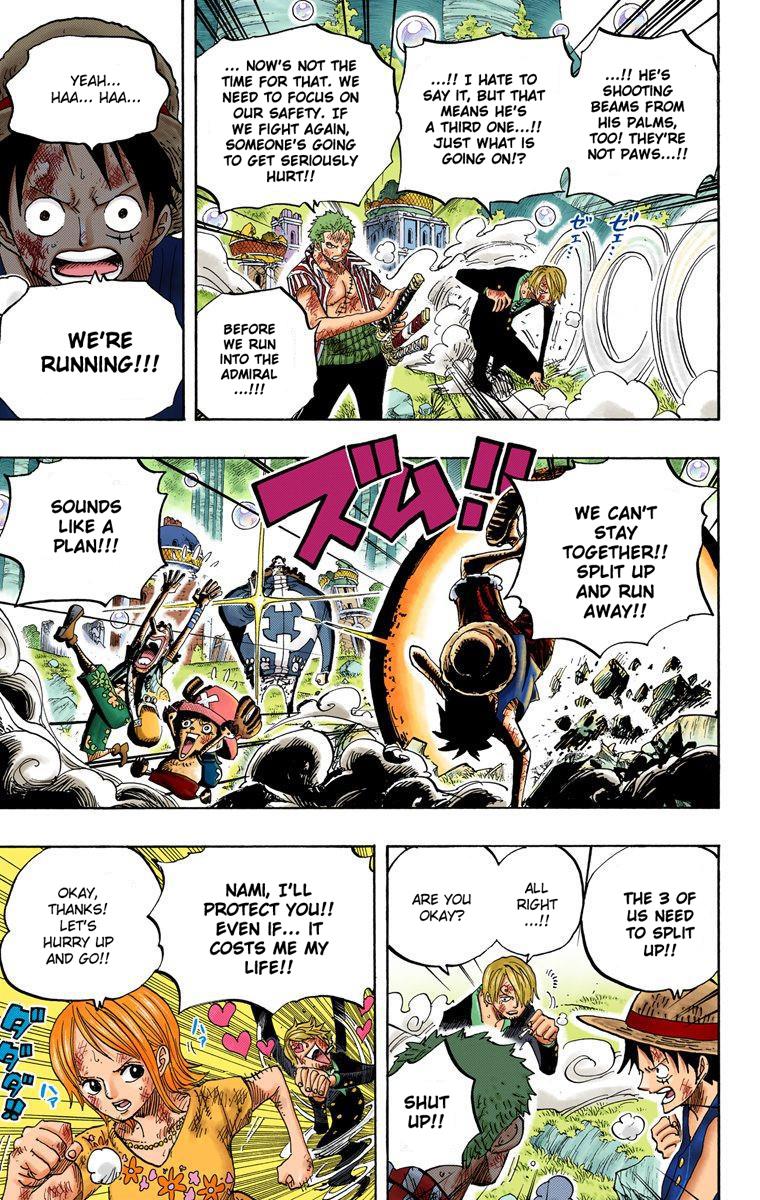 ...!! HE'S
SHOOTING
BEAMS FROM
HIS PALMS,
TOO! THEY'RE
NOT PAWS...!!
...!! I HATE TO
SAY IT, BUT THAT
MEANS HE'S
A THIRD ONE...!!
JUST WHAT IS
GOING ON!?
... NOW'S NOT THE
TIME FOR THAT. WE
NEED TO FOCUS ON
OUR SAFETY. IF
WE FIGHT AGAIN,
SOMEONE'S GOING
TO GET SERIOUSLY
HURT!!
ゼェ…
ゼェ…
BEFORE
WE RUN
INTO THE
ADMIRAL
...!!!
YEAH...
HAA... HAA...
WE'RE
RUNNING!!!
WE CAN'T
STAY
TOGETHER!!
SPLIT UP
AND RUN
AWAY!!
ズム!!
SOUNDS
LIKE A
PLAN!!!
THE 3 OF
US NEED
TO SPLIT
UP!!
ALL
RIGHT
...!!
ARE YOU
OKAY?
SHUT
UP!!
NAMI, I'LL
PROTECT YOU!!
EVEN IF... IT
COSTS ME MY
LIFE!!
OKAY,
THANKS!
LET'S
HURRY UP
AND GO!!
ハァ
ハァ
ダダダ!!